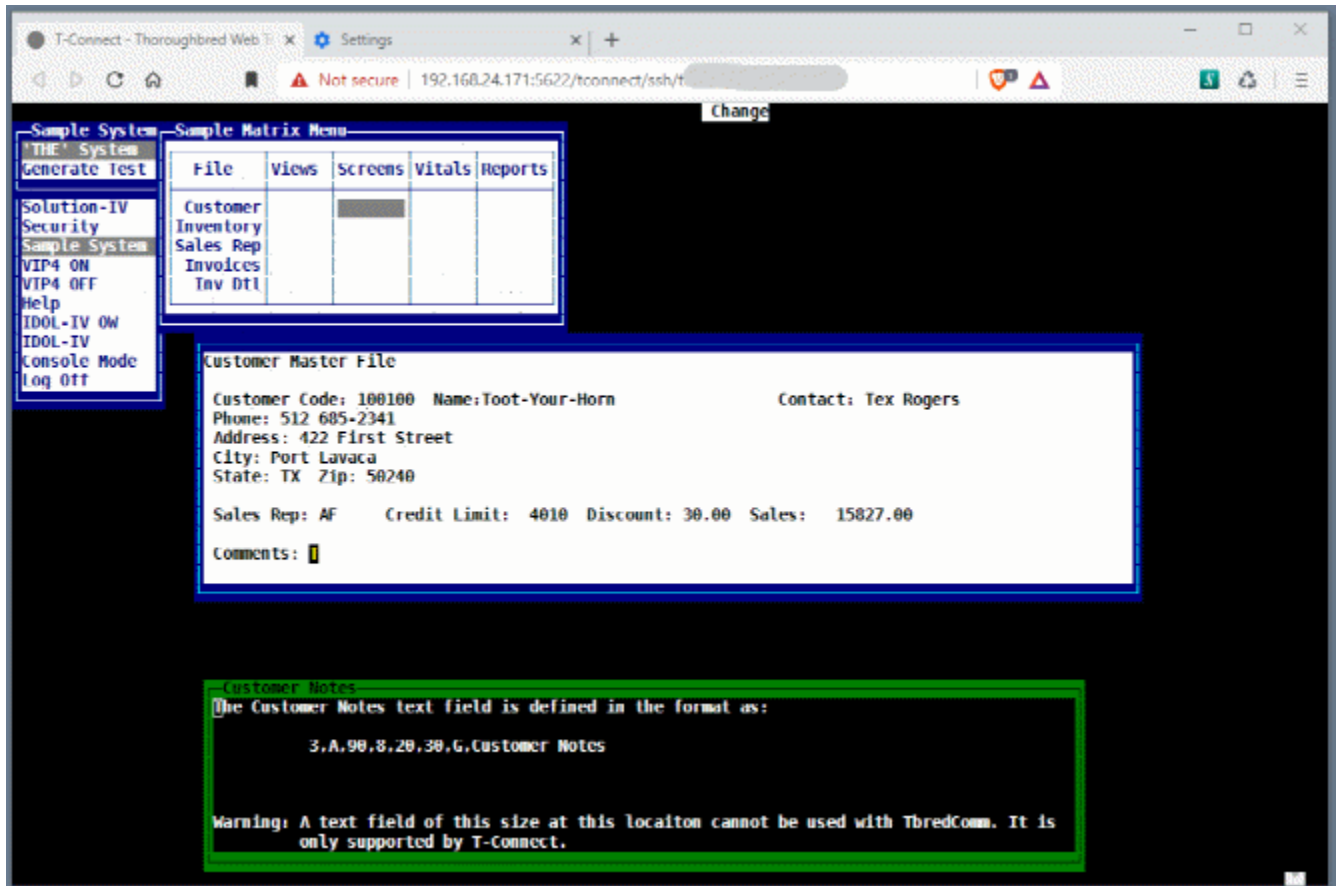 T-Connect - Thoroughbred Web T
Settings
Not secure | 192.168.24.171:5622/tconnect/ssh/t
Change
Sample System
'THE' System
Generate Test
Solution-IV
Security
Sample System
VIP4 ON
VIP4 OFF
Help
IDOL-IV OW
IDOL-IV
Console Mode
Log Off
Sample Matrix Menu
File Views Screens Vitals Reports
Customer
Inventory
Sales Rep
Invoices
Inv Dtl
Customer Master File
Customer Code: 100100 Name:Toot-Your-Horn Contact: Tex Rogers
Phone: 512 685-2341
Address: 422 First Street
City: Port Lavaca
State: TX Zip: 50240
Sales Rep: AF Credit Limit: 4010 Discount: 30.00 Sales: 15827.00
Comments:
Customer Notes
The Customer Notes text field is defined in the format as:
3,A,90,8,20,30,G,Customer Notes
Warning: A text field of this size at this locaiton cannot be used with TbredComm. It is
only supported by T-Connect.